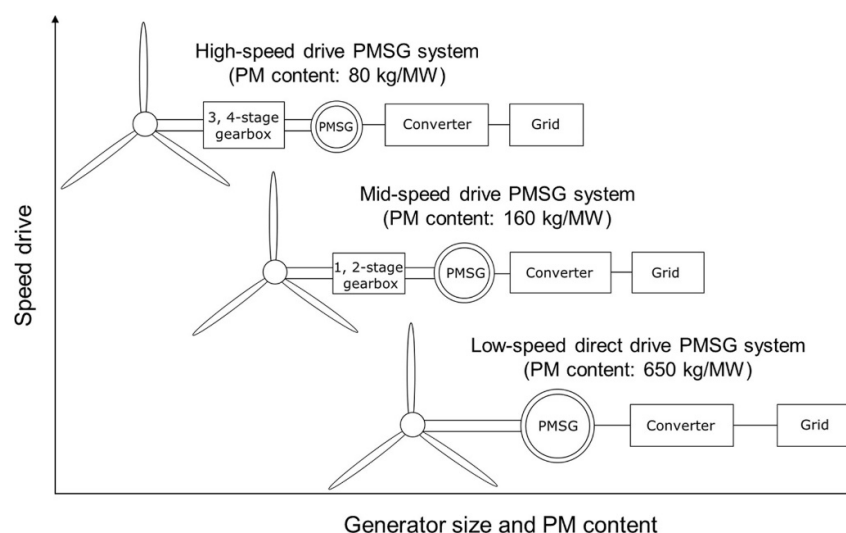 High-speed drive PMSG system
(PM content: 80 kg/MW)
3, 4-stage
gearbox
PMSG
Converter
Grid
Mid-speed drive PMSG system
(PM content: 160 kg/MW)
1, 2-stage
gearbox
PMSG
Converter
Grid
Low-speed direct drive PMSG system
(PM content: 650 kg/MW)
PMSG
Converter
Grid
Speed drive
Generator size and PM content